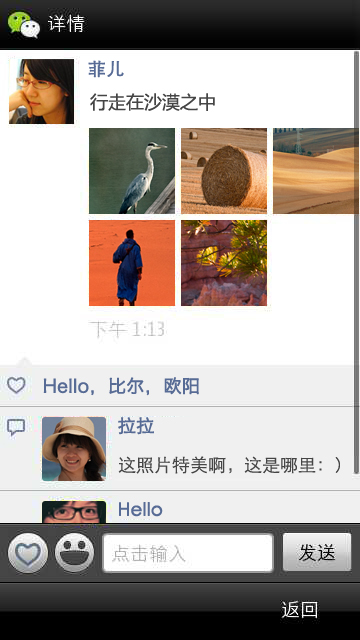 详情
菲儿
行走在沙漠之中
下午 1:13
Hello，比尔，欧阳
拉拉
这照片特美啊，这是哪里：）
Hello
点击输入
发送
返回